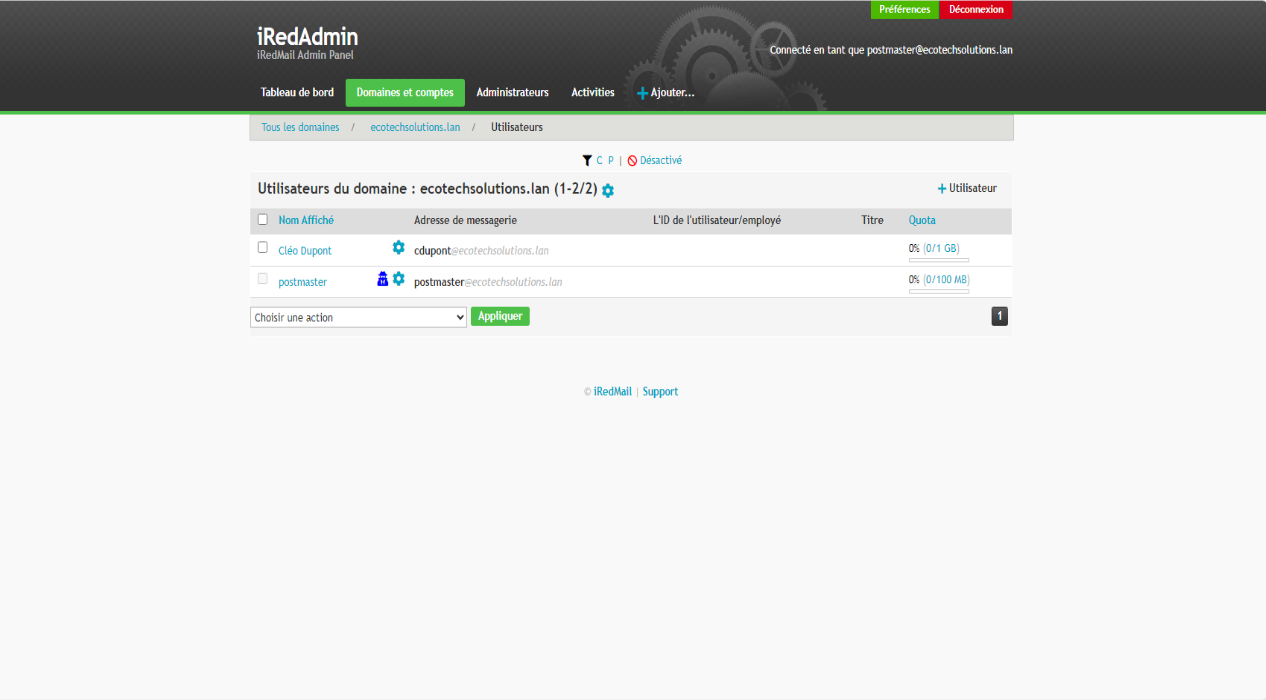 Préférences Déconnexion
iRedAdmin
iRedMail Admin Panel
Connecté en tant que postmaster@ecotechsolutions.lan
Tableau de bord Domaines et comptes Administrateurs Activities Ajouter...
Tous les domaines / ecotechsolutions.lan / Utilisateurs
C P | Désactivé
Utilisateurs du domaine : ecotechsolutions.lan (1-2/2)
+ Utilisateur
Nom Affiché Adresse de messagerie L'ID de l'utilisateur/employé Titre Quota
Cléo Dupont cdupont@ecotechsolutions.lan 0% (0/1 GB)
postmaster postmaster@ecotechsolutions.lan 0% (0/100 MB)
Choisir une action Appliquer 1
© iRedMail | Support